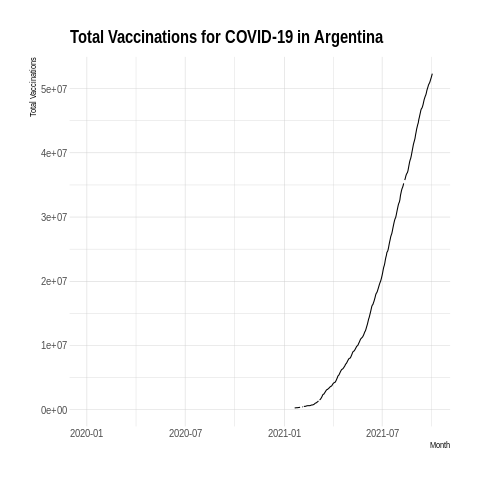 Total Vaccinations for COVID-19 in Argentina
Total Vaccinations
5e+07
4e+07
3e+07
2e+07
1e+07
0e+00
2020-01 2020-07 2021-01 2021-07
Month